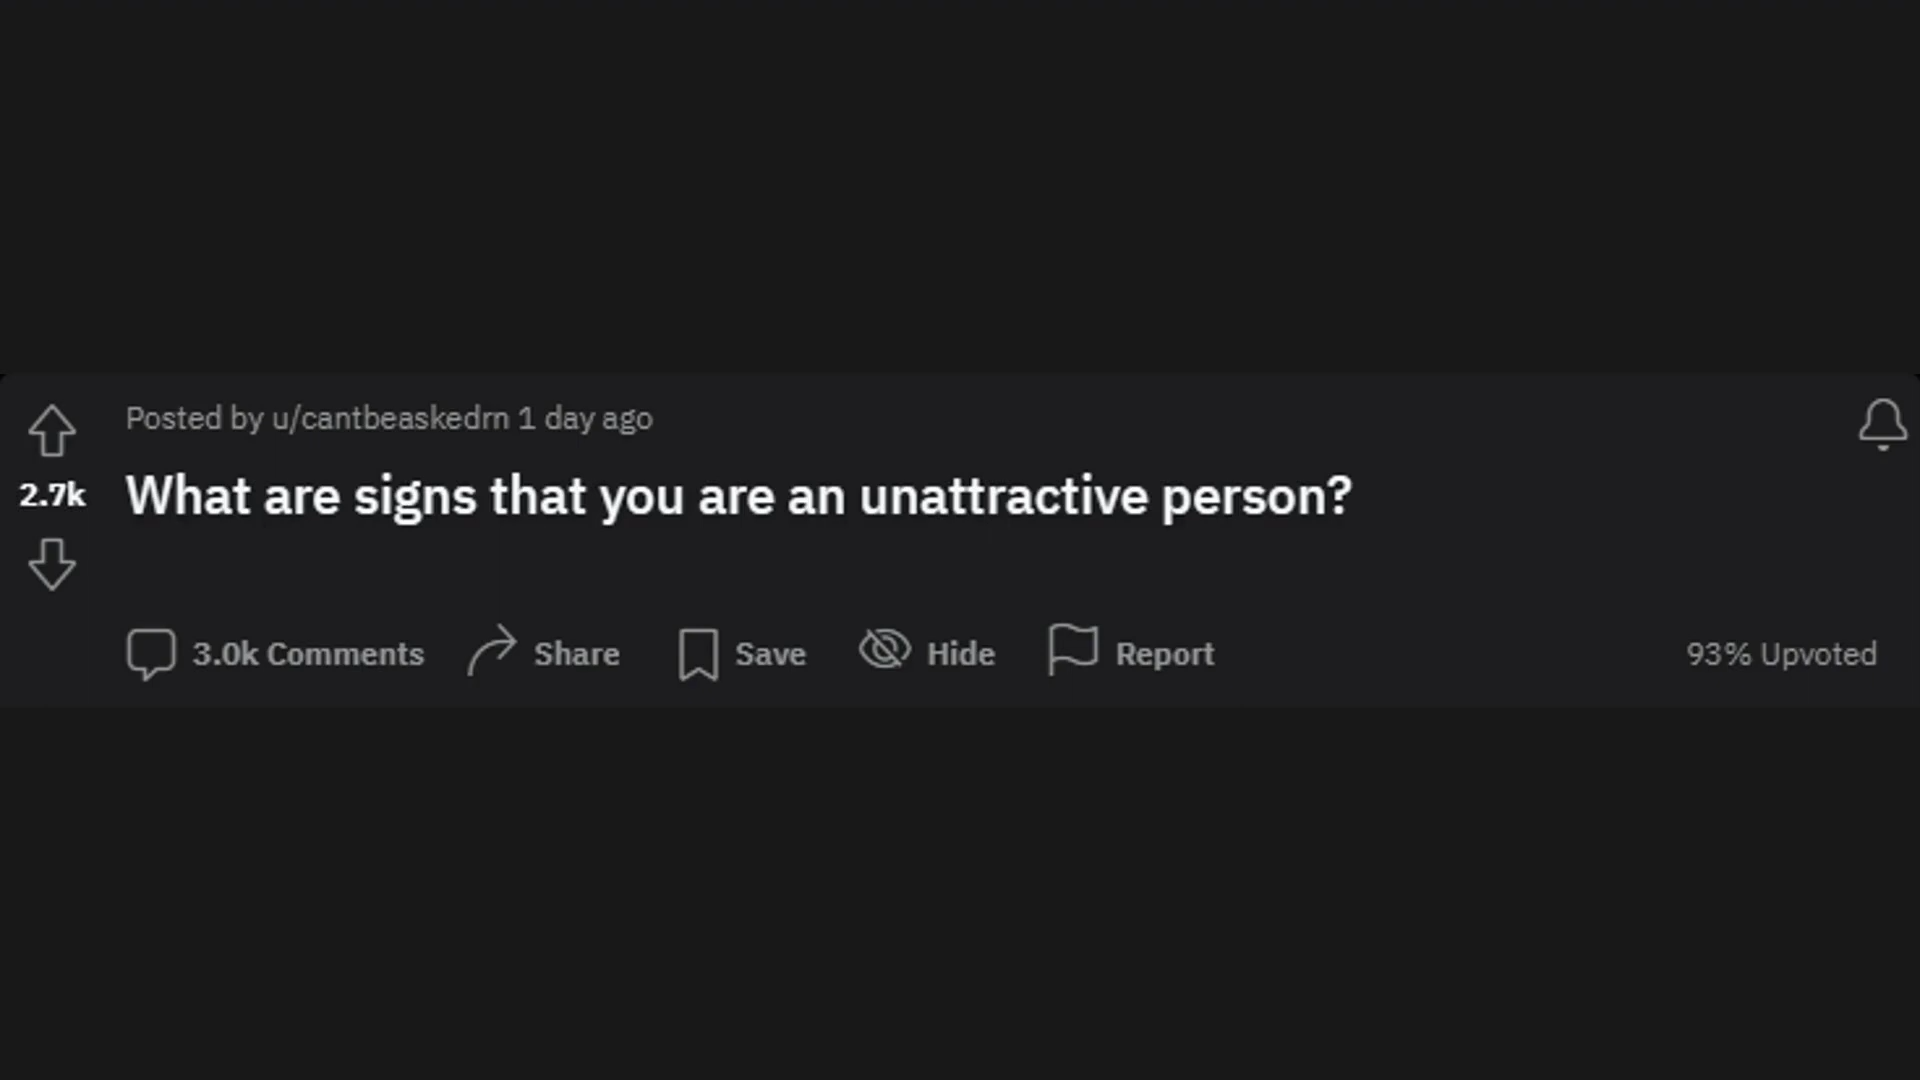 Posted by u/cantbeaskedrn 1 day ago
2.7k
What are signs that you are an unattractive person?
3.0k Comments Share Save Hide Report 93% Upvoted